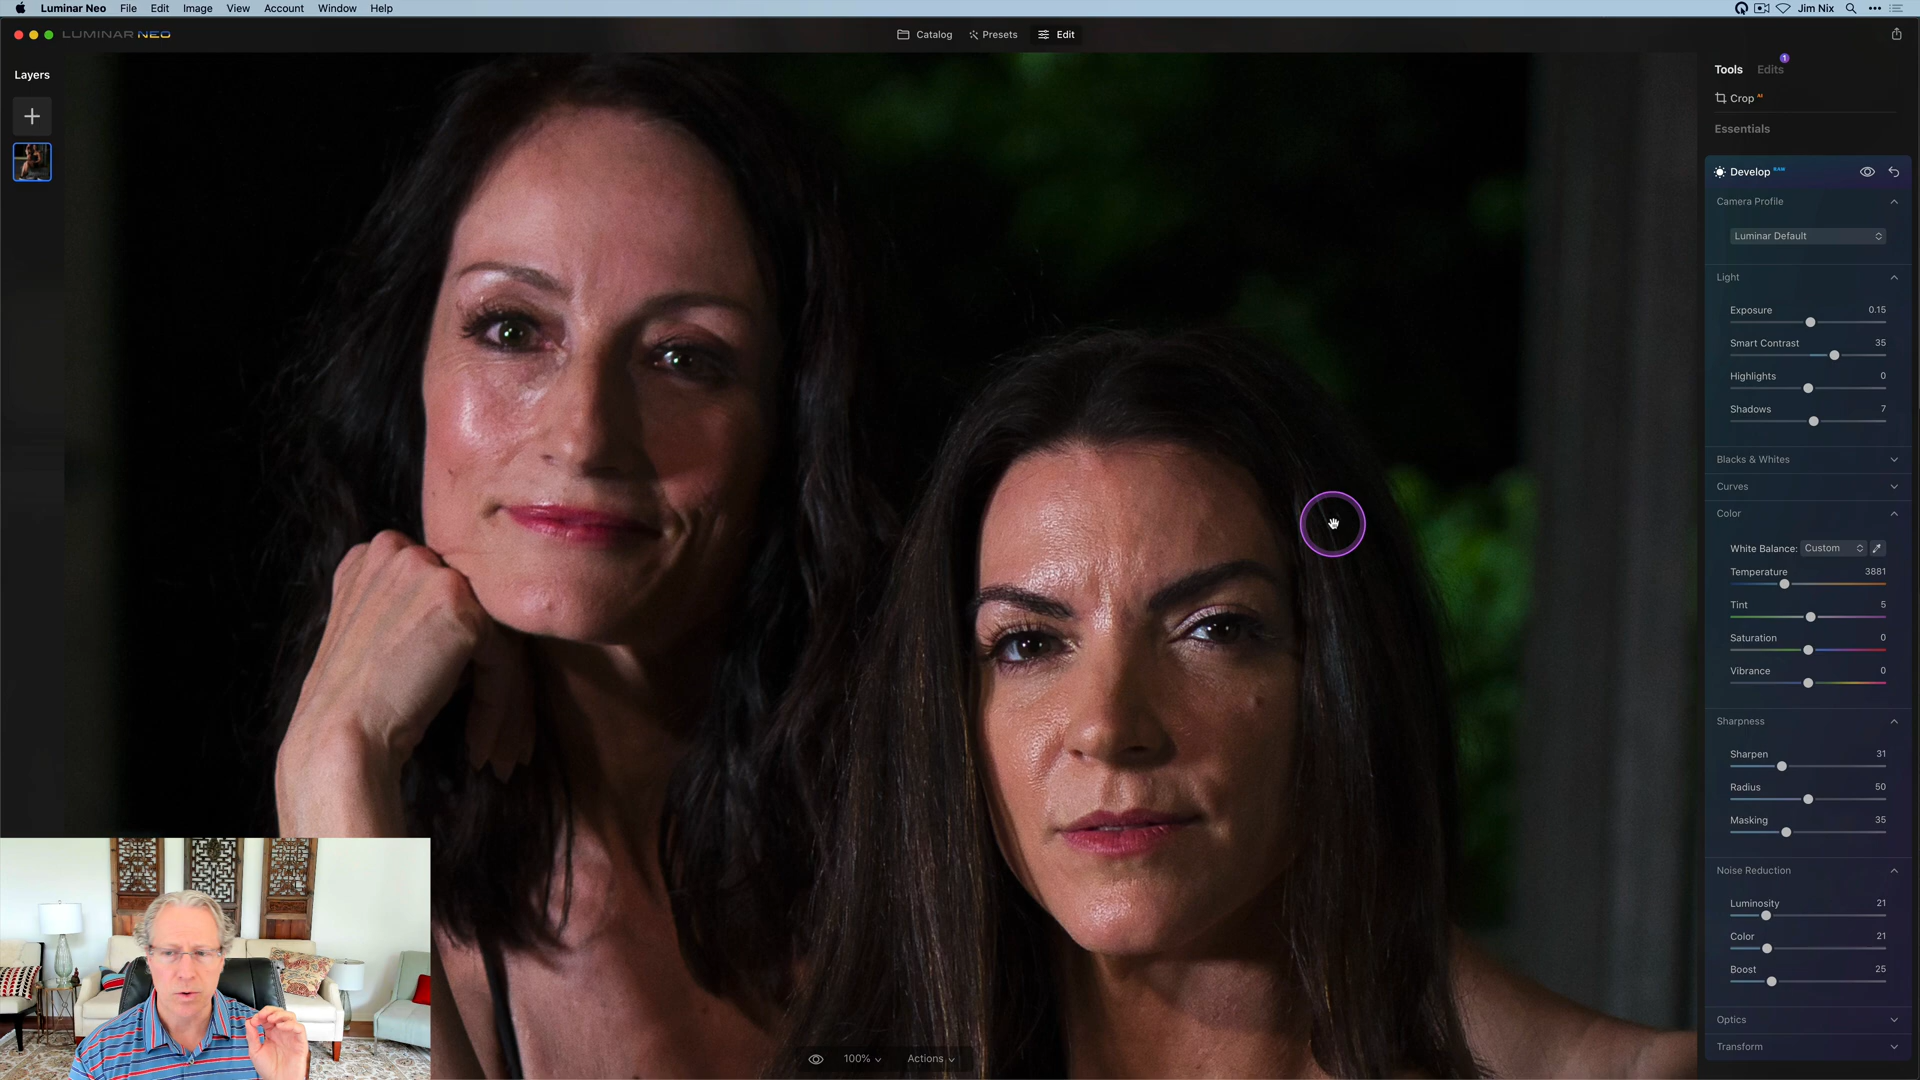 Luminar Neo File Edit Image View Account Window Help Jim Nix
LUMINAR NEO Catalog Presets Edit
Layers
Tools Edits 1
Crop AI
Essentials
Develop RAW
Camera Profile
Luminar Default
Light
Exposure 0.15
Smart Contrast 35
Highlights 0
Shadows 7
Blacks & Whites
Curves
Color
White Balance: Custom
Temperature 3881
Tint 5
Saturation 0
Vibrance 0
Sharpness
Sharpen 31
Radius 50
Masking 35
Noise Reduction
Luminosity 21
Color 21
Boost 25
Optics
Transform
100% Actions